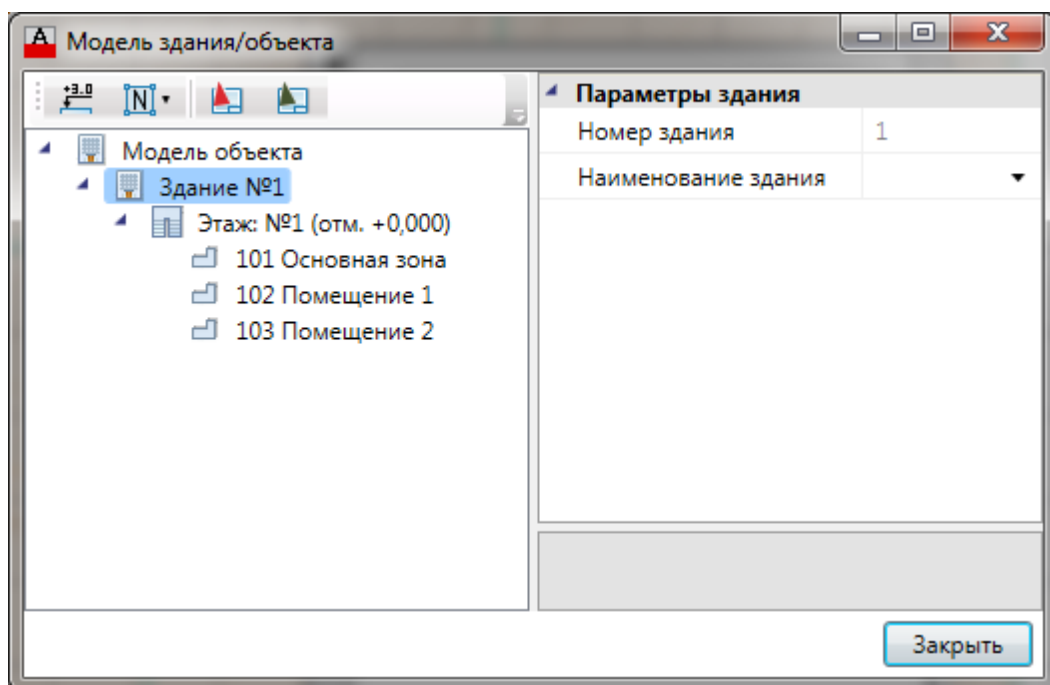 Модель здания/объекта
+3.0
N
Модель объекта
Здание №1
Этаж: №1 (отм. +0,000)
101 Основная зона
102 Помещение 1
103 Помещение 2
Параметры здания
Номер здания 1
Наименование здания
Закрыть